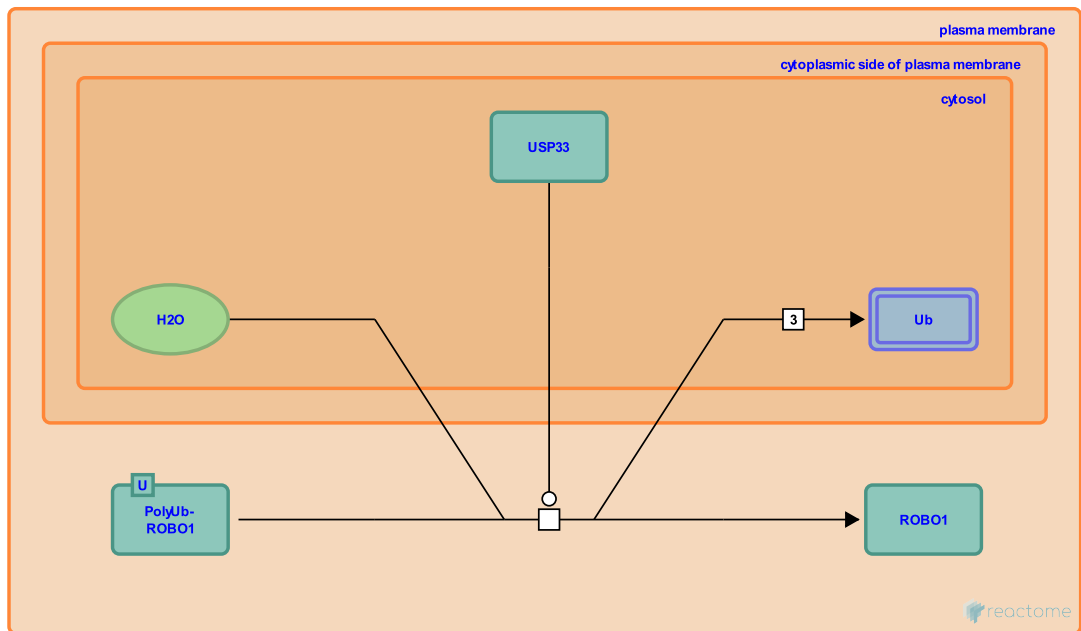 plasma membrane
cytoplasmic side of plasma membrane
cytosol
USP33
H2O
3
Ub
U
PolyUb-
ROBO1
ROBO1
reactome